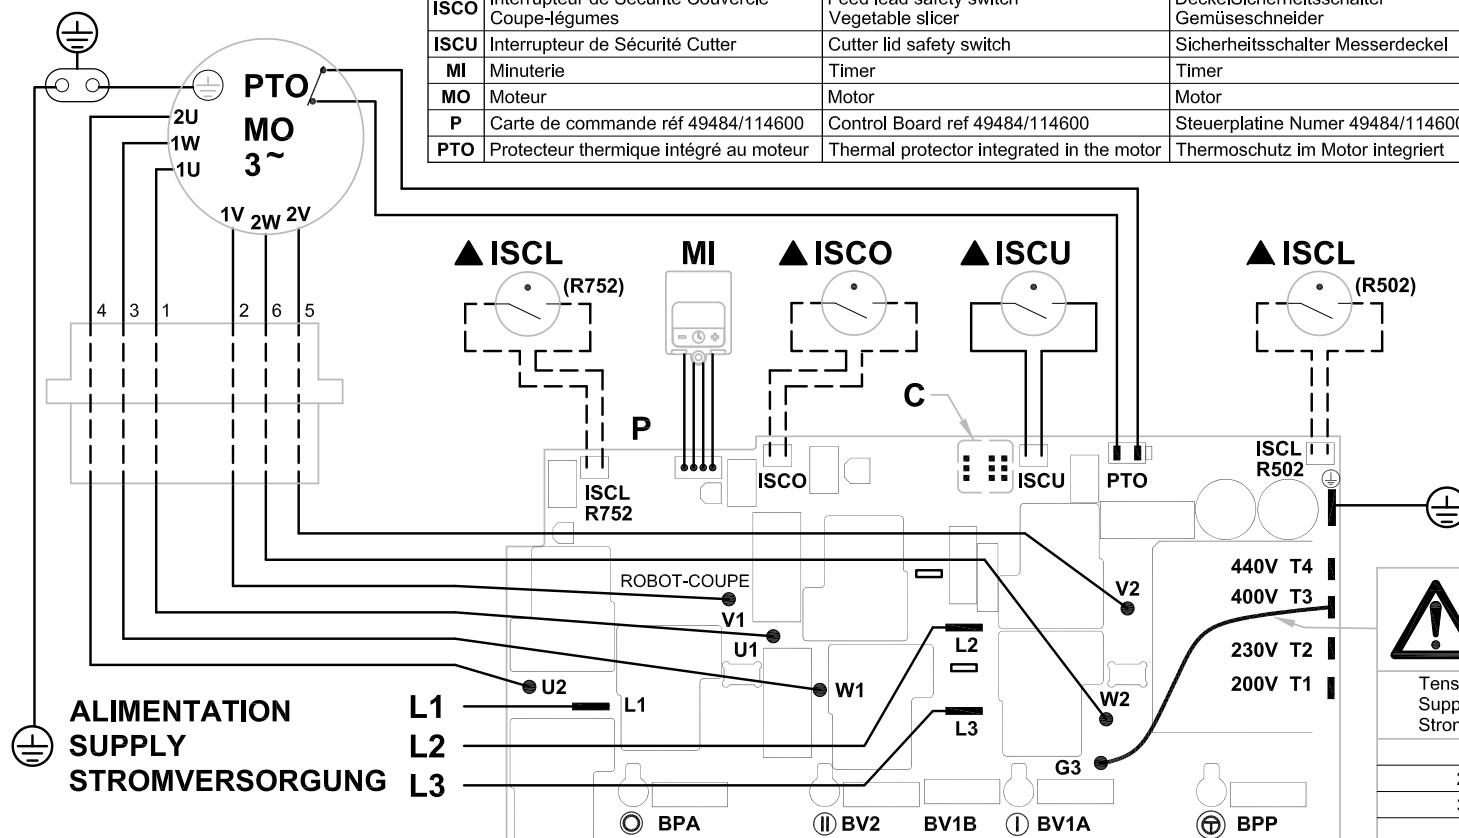 ISCO Interrupteur de Sécurité Couvercle Feed lead safety switch DeckelSicherheitsschalter
Coupe-légumes Vegetable slicer Gemüseschneider
ISCU Interrupteur de Sécurité Cutter Cutter lid safety switch Sicherheitsschalter Messerdeckel
MI Minuterie Timer Timer
MO Moteur Motor Motor
P Carte de commande réf 49484/114600 Control Board ref 49484/114600 Steuerplatine Numer 49484/114600
PTO Protecteur thermique intégré au moteur Thermal protector integrated in the motor Thermoschutz im Motor integriert
PTO
MO
3~
2U
1W
1U
1V 2W 2V
4 3 1 2 6 5
ISCL
(R752)
MI
ISCO
ISCU
ISCL
(R502)
C
P
ISCL
R752
ISCO
ISCU
PTO
ISCL
R502
440V T4
400V T3
230V T2
200V T1
ROBOT-COUPE
V1
U1
V2
L2
U2
L1
W1
W2
L3
G3
ALIMENTATION
SUPPLY
STROMVERSORGUNG
L1
L2
L3
BPA
BV2
BV1B
BV1A
BPP
Tens
Supp
Stron